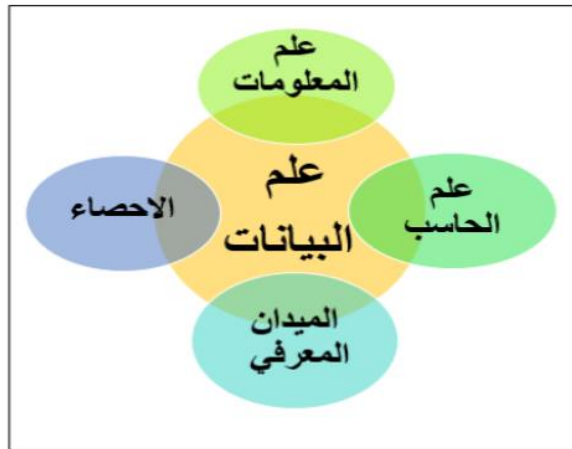 علم
المعلومات
علم
البيانات
علم
الحاسب
الاحصاء
الميدان
المعرفي